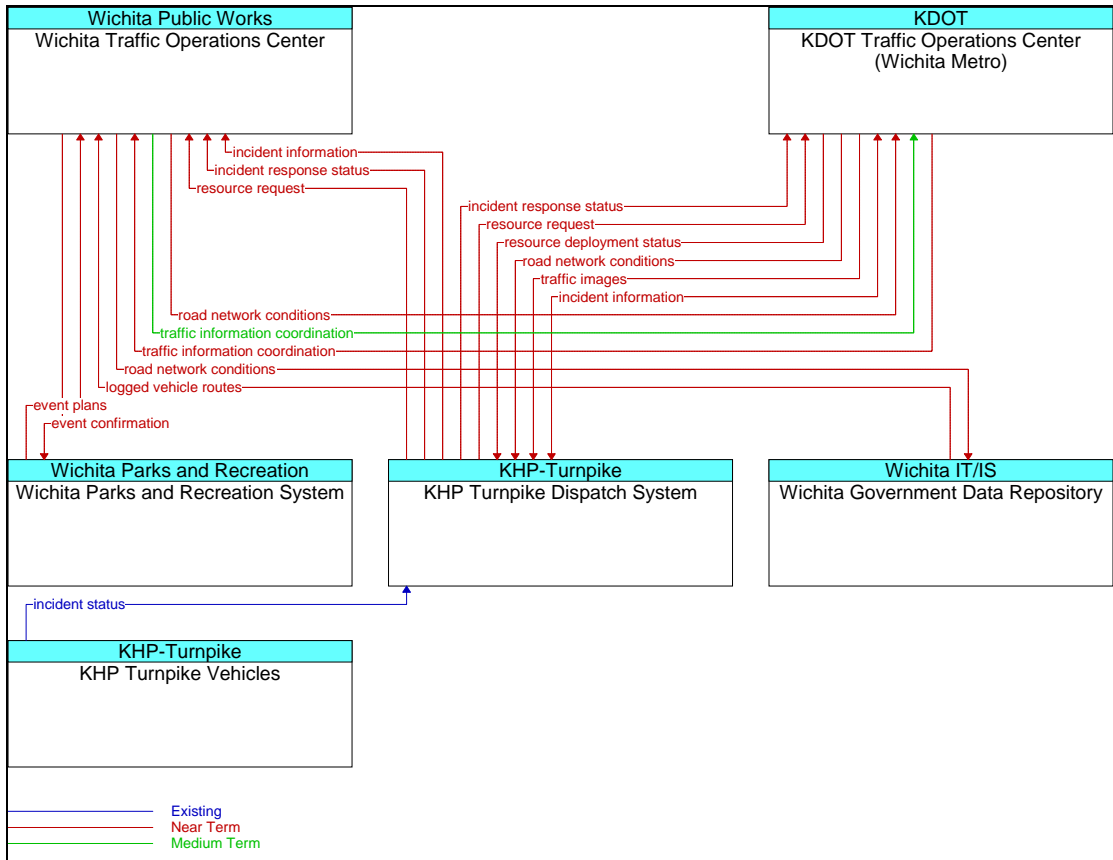 Wichita Public Works
Wichita Traffic Operations Center
KDOT
KDOT Traffic Operations Center
(Wichita Metro)
incident information
incident response status
resource request
incident response status
resource request
resource deployment status
road network conditions
traffic images
incident information
road network conditions
traffic information coordination
traffic information coordination
road network conditions
logged vehicle routes
event plans
event confirmation
Wichita Parks and Recreation
Wichita Parks and Recreation System
KHP-Turnpike
KHP Turnpike Dispatch System
Wichita IT/IS
Wichita Government Data Repository
incident status
KHP-Turnpike
KHP Turnpike Vehicles
Existing
Near Term
Medium Term